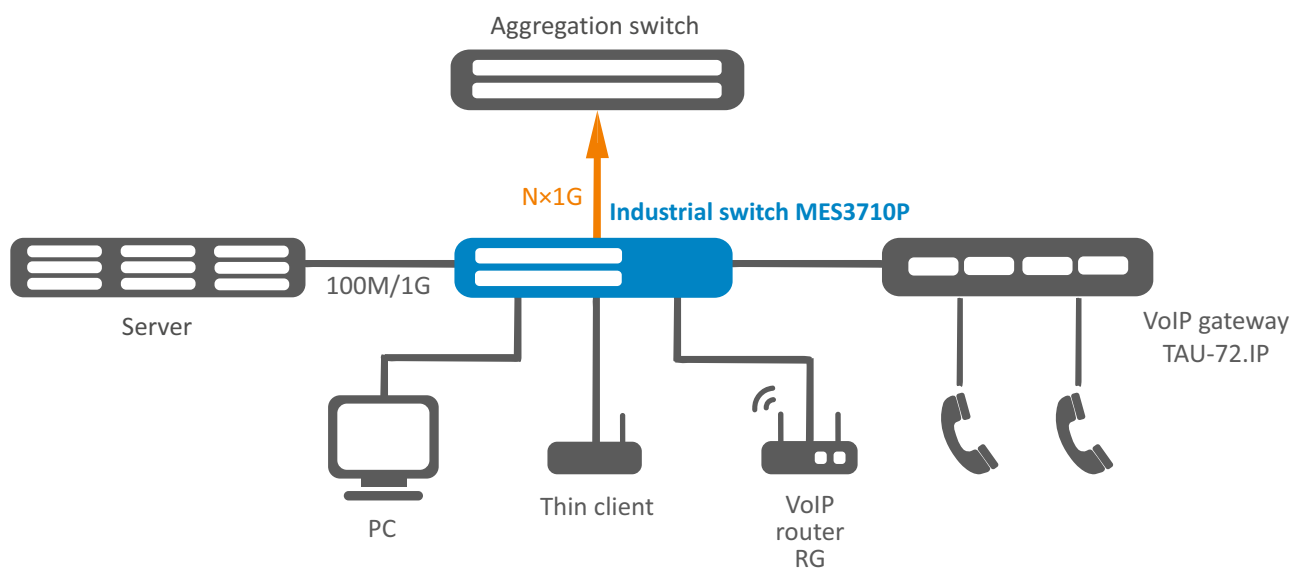 Aggregation switch
N×1G
Industrial switch MES3710P
100M/1G
Server
VoIP gateway
TAU-72.IP
PC
Thin client
VoIP
router
RG